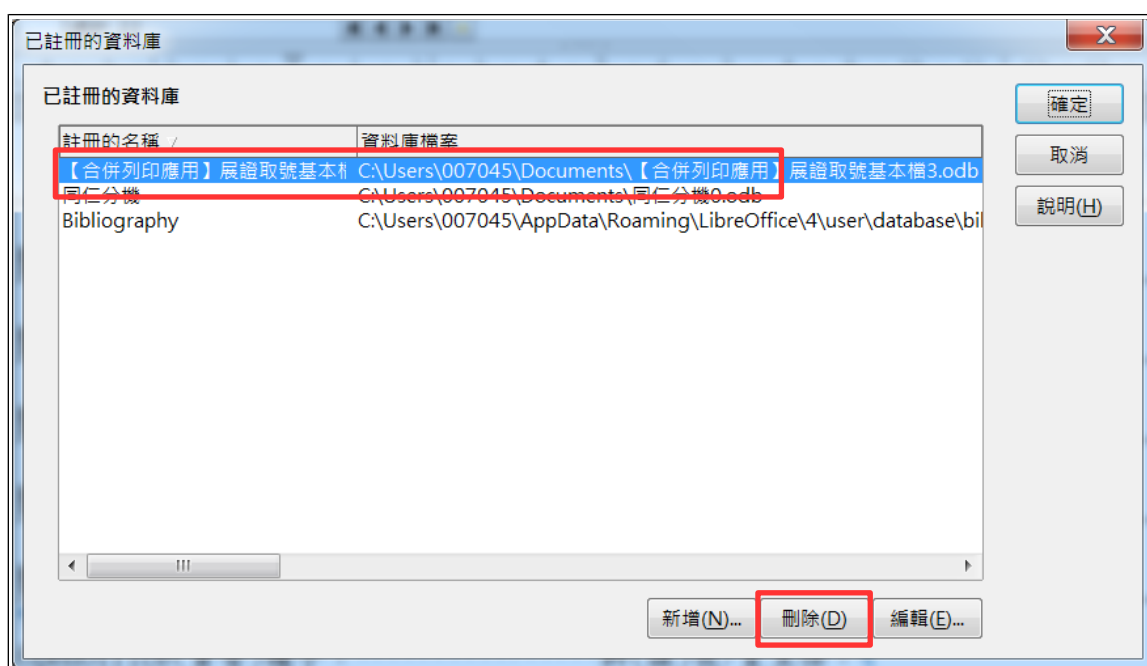 已註冊的資料庫
已註冊的資料庫
註冊的名稱 資料庫檔案
【合併列印應用】展證取號基本檔 C:\Users\007045\Documents\【合併列印應用】展證取號基本檔3.odb
同仁分機 C:\Users\007045\Documents\同仁分機0.odb
Bibliography C:\Users\007045\AppData\Roaming\LibreOffice\4\user\database\bi
確定
取消
說明(H)
新增(N)... 刪除(D) 編輯(E)...